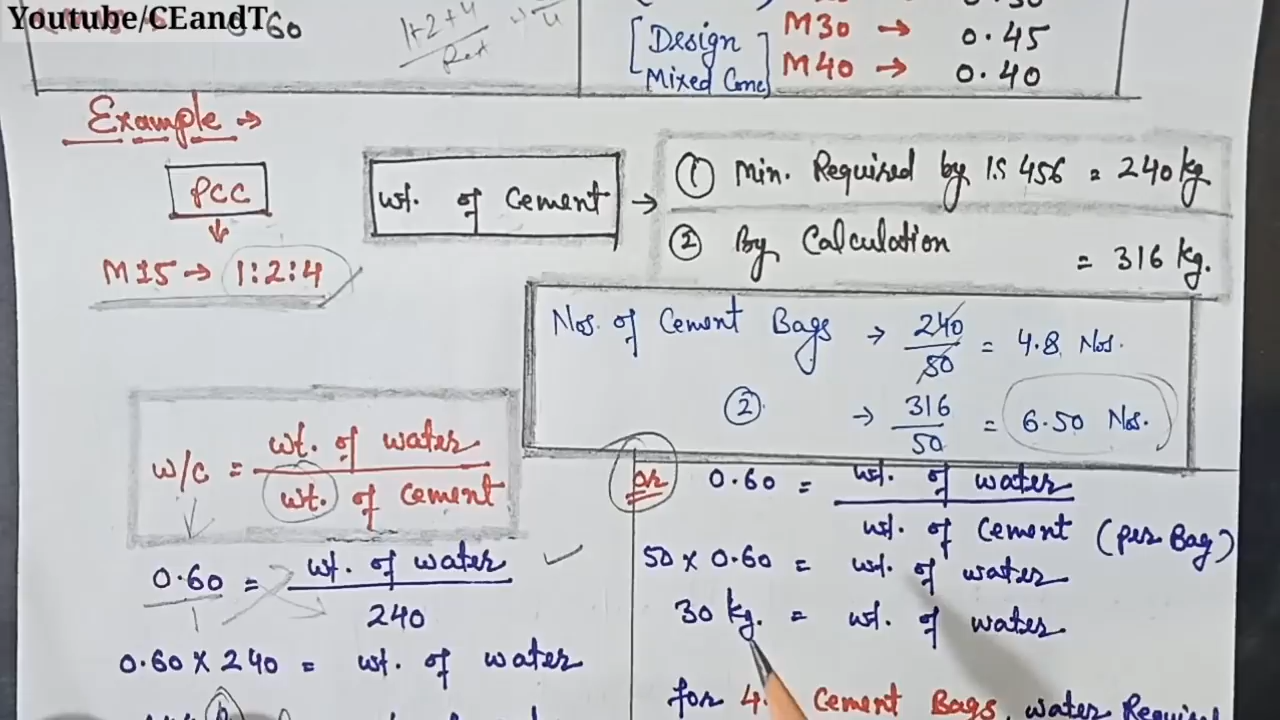 Youtube/CEandT
0.60
1+2+4
M30 → 0.45
[Design
Mixed Conc] M40 → 0.40
Example →
PCC
M15 → 1:2:4
wt. of Cement →
① Min. Required by I.S 456 = 240 kg
② By Calculation = 316 kg.
Nos. of Cement Bags → 240/50 = 4.8 Nos.
② → 316/50 = 6.50 Nos.
W/C = wt. of water / wt. of cement
0.60 = wt. of water / 240
0.60 × 240 = wt. of water
or 0.60 = wt. of water / wt. of Cement (per Bag)
50 × 0.60 = wt. of water
30 kg. = wt. of water
for 4. Cement Bags, water Required